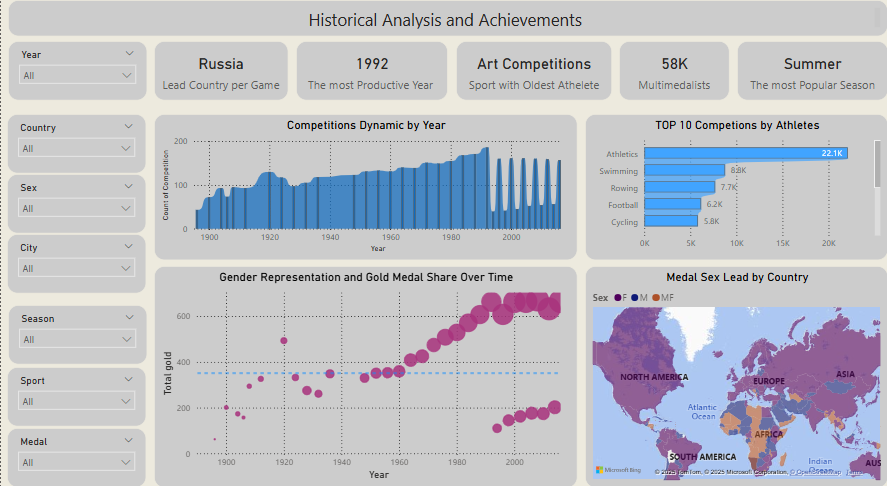 Historical Analysis and Achievements
Year
All
Russia
Lead Country per Game
1992
The most Productive Year
Art Competitions
Sport with Oldest Athelete
58K
Multimedalists
Summer
The most Popular Season
Country
All
Sex
All
City
All
Season
All
Sport
All
Medal
All
Competitions Dynamic by Year
Count of Competition
200
100
0
1900
1920
1940
1960
1980
2000
Year
TOP 10 Competions by Athletes
Athletics
22.1K
Swimming
8.8K
Rowing
7.7K
Football
6.2K
Cycling
5.8K
0K
5K
10K
15K
20K
Gender Representation and Gold Medal Share Over Time
Total gold
600
400
200
0
1900
1920
1940
1960
1980
2000
Year
Medal Sex Lead by Country
Sex F M MF
NORTH AMERICA
EUROPE
ASIA
Atlantic
Ocean
AFRICA
SOUTH AMERICA
Indian
Ocean
AUS
Microsoft Bing
© 2025 TomTom, © 2025 Microsoft Corporation, © OpenStreetMap Terms